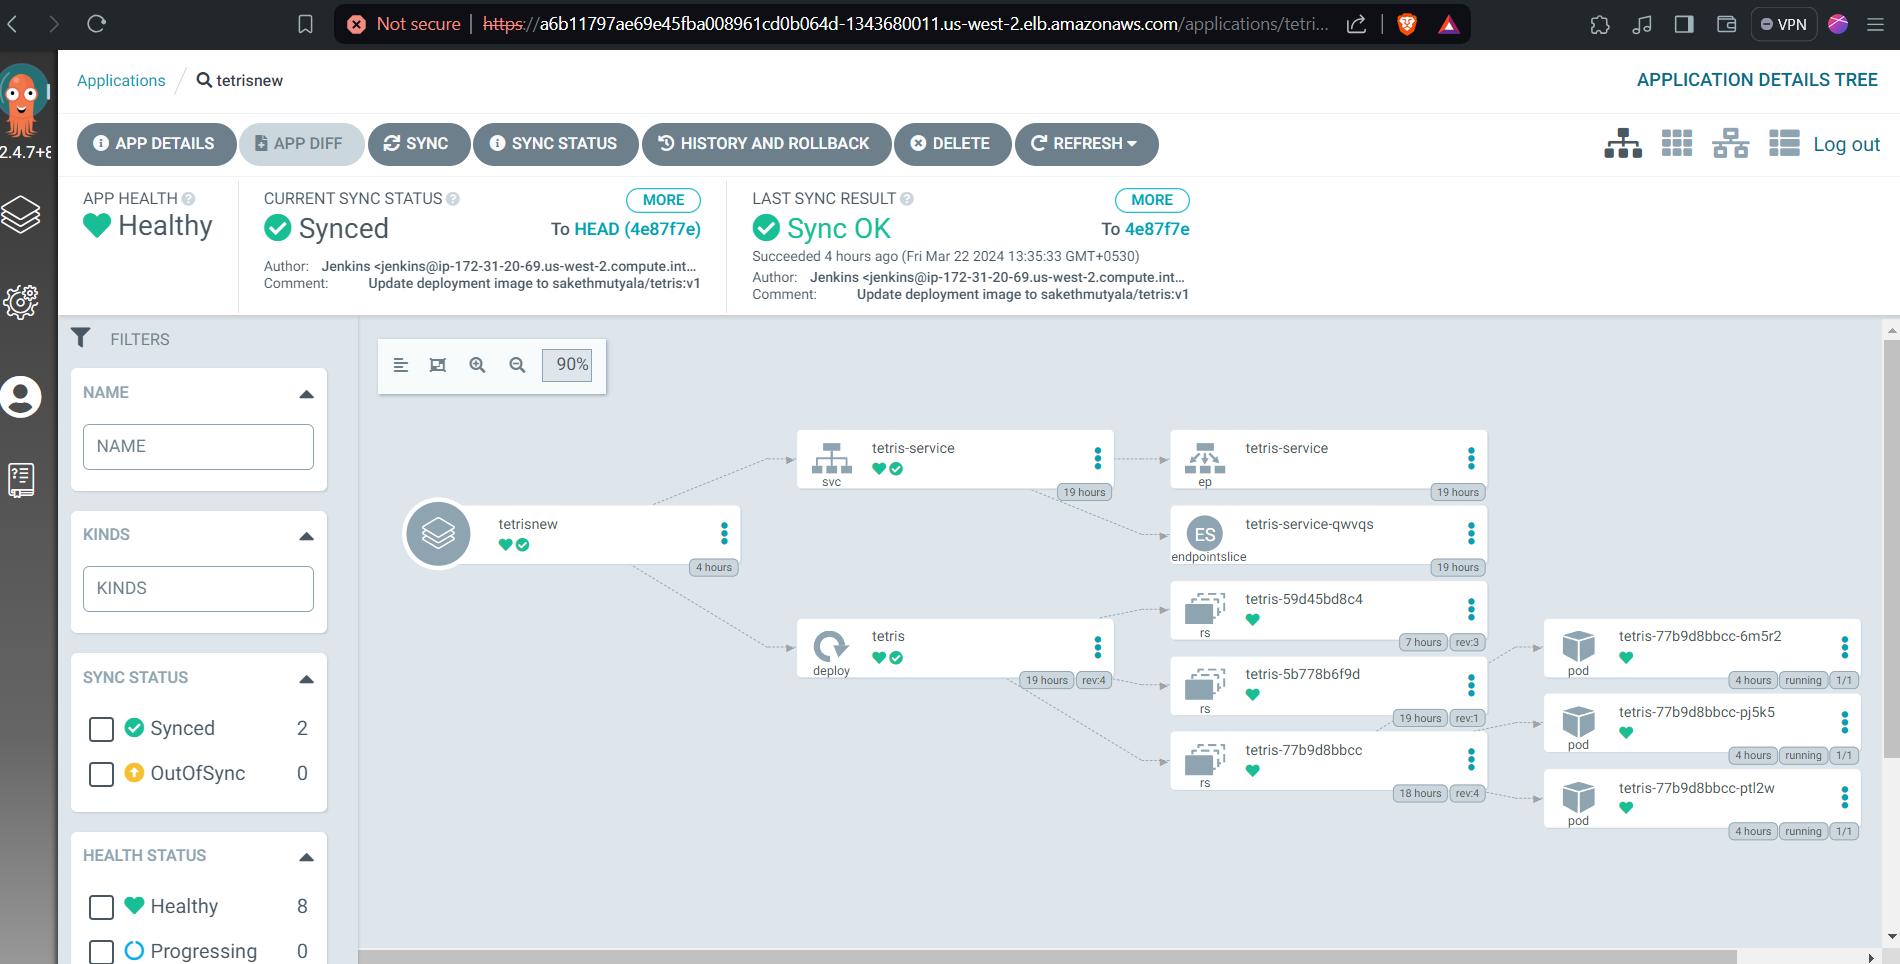 Not secure https://a6b11797ae69e45fba008961cd0b064d-1343680011.us-west-2.elb.amazonaws.com/applications/tetri...
VPN
2.4.7+8
Applications / tetrisnew
APPLICATION DETAILS TREE
APP DETAILS
APP DIFF
SYNC
SYNC STATUS
HISTORY AND ROLLBACK
DELETE
REFRESH
Log out
APP HEALTH
Healthy
CURRENT SYNC STATUS
MORE
Synced
To HEAD (4e87f7e)
Author: Jenkins <jenkins@ip-172-31-20-69.us-west-2.compute.int...
Comment: Update deployment image to sakethmutyala/tetris:v1
LAST SYNC RESULT
MORE
Sync OK
To 4e87f7e
Succeeded 4 hours ago (Fri Mar 22 2024 13:35:33 GMT+0530)
Author: Jenkins <jenkins@ip-172-31-20-69.us-west-2.compute.int...
Comment: Update deployment image to sakethmutyala/tetris:v1
FILTERS
NAME
NAME
KINDS
KINDS
SYNC STATUS
Synced 2
OutOfSync 0
HEALTH STATUS
Healthy 8
Progressing 0
90%
tetrisnew
4 hours
tetris-service
svc
19 hours
tetris
deploy
19 hours
rev:4
tetris-service
ep
19 hours
ES
tetris-service-qwvqs
endpointslice
19 hours
tetris-59d45bd8c4
rs
7 hours
rev:3
tetris-5b778b6f9d
rs
19 hours
rev:1
tetris-77b9d8bbcc
rs
18 hours
rev:4
tetris-77b9d8bbcc-6m5r2
pod
4 hours
running
1/1
tetris-77b9d8bbcc-pj5k5
pod
4 hours
running
1/1
tetris-77b9d8bbcc-ptl2w
pod
4 hours
running
1/1